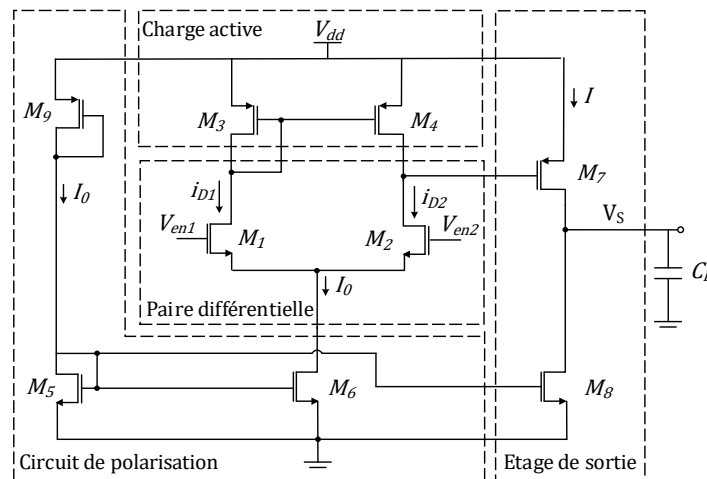 Charge active
V_dd
I
M_9
M_3
M_4
M_7
I_0
i_D1
i_D2
V_S
V_en1
M_1
M_2
V_en2
I_0
Paire différentielle
M_5
M_6
M_8
Circuit de polarisation
Etage de sortie